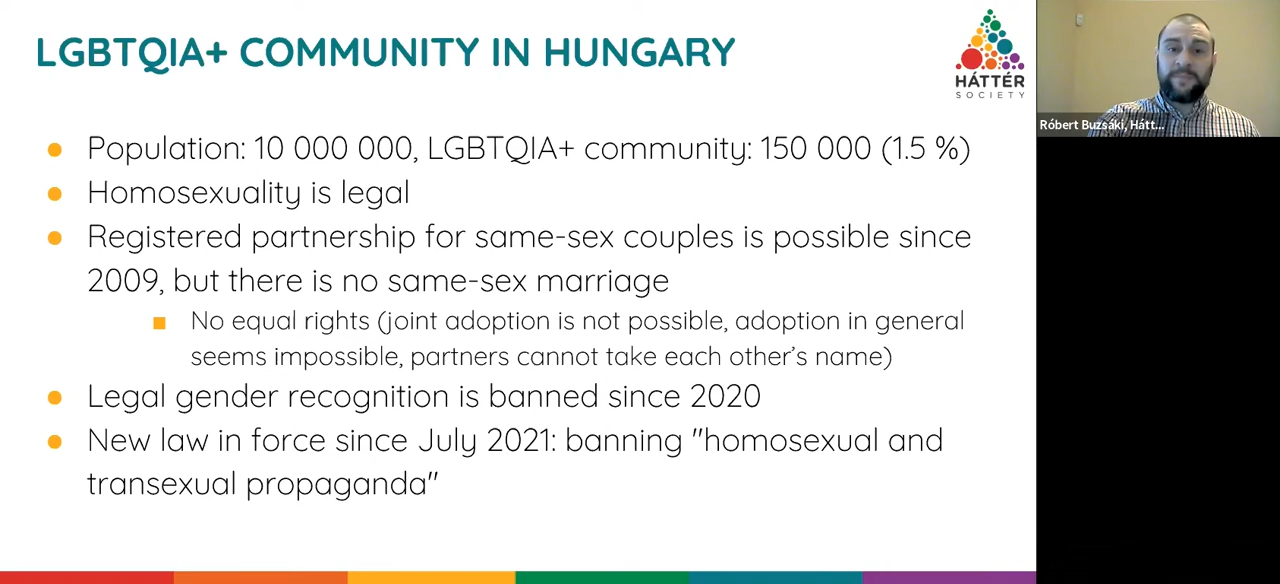 LGBTQIA+ COMMUNITY IN HUNGARY
HÁTTÉR
SOCIETY
Róbert Buzsáki, Hátt...
● Population: 10 000 000, LGBTQIA+ community: 150 000 (1.5 %)
● Homosexuality is legal
● Registered partnership for same-sex couples is possible since
2009, but there is no same-sex marriage
■ No equal rights (joint adoption is not possible, adoption in general
seems impossible, partners cannot take each other's name)
● Legal gender recognition is banned since 2020
● New law in force since July 2021: banning "homosexual and
transexual propaganda"